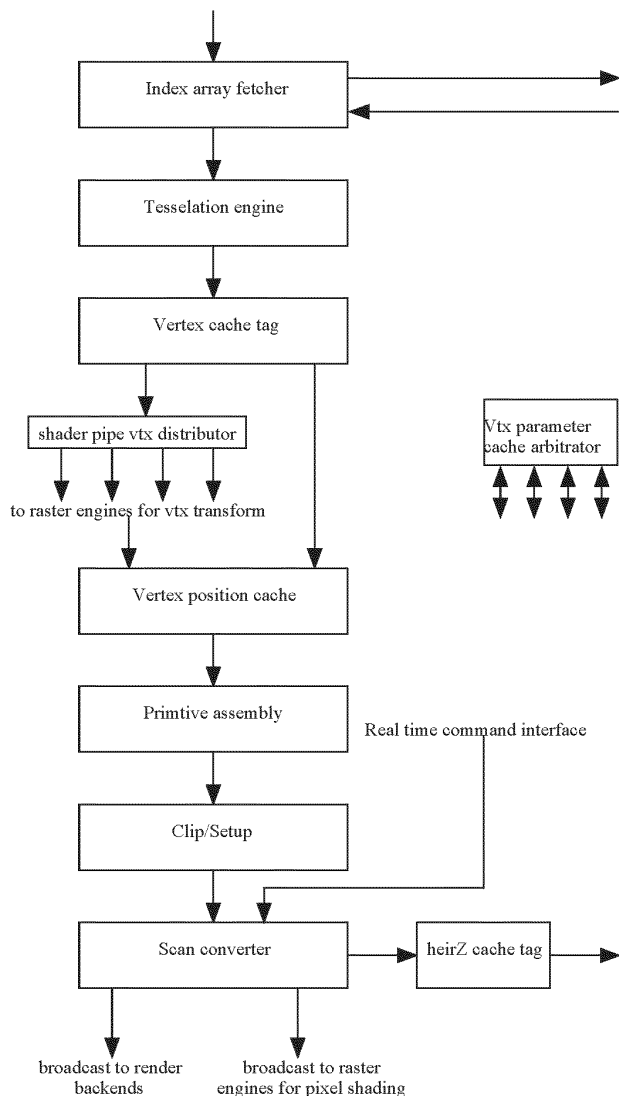 Index array fetcher
Tesselation engine
Vertex cache tag
shader pipe vtx distributor
Vtx parameter
cache arbitrator
to raster engines for vtx transform
Vertex position cache
Primtive assembly
Real time command interface
Clip/Setup
Scan converter
heirZ cache tag
broadcast to render
backends
broadcast to raster
engines for pixel shading